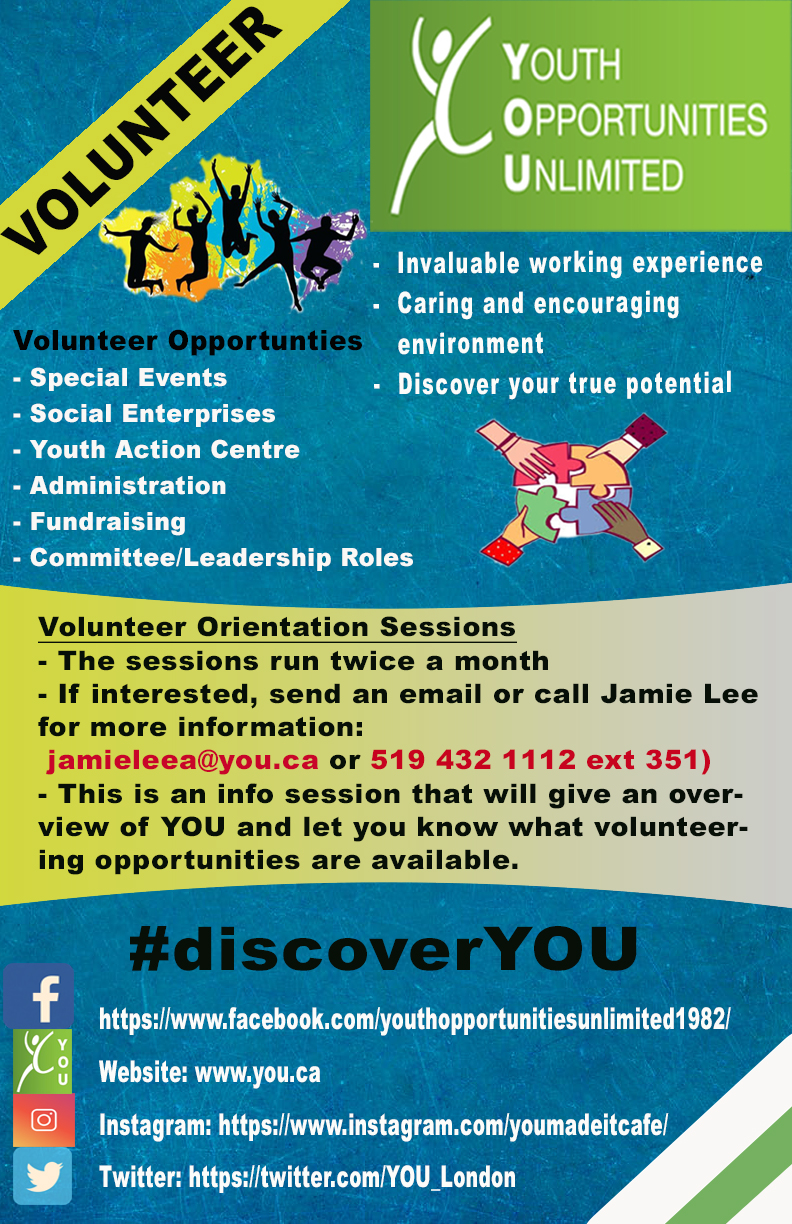 VOLUNTEER
YOUTH
OPPORTUNITIES
UNLIMITED
- Invaluable working experience
- Caring and encouraging
environment
- Discover your true potential
Volunteer Opportunties
- Special Events
- Social Enterprises
- Youth Action Centre
- Administration
- Fundraising
- Committee/Leadership Roles
Volunteer Orientation Sessions
- The sessions run twice a month
- If interested, send an email or call Jamie Lee
for more information:
jamieleea@you.ca or 519 432 1112 ext 351)
- This is an info session that will give an over-
view of YOU and let you know what volunteer-
ing opportunities are available.
#discoverYOU
f
https://www.facebook.com/youthopportunitiesunlimited1982/
Y
O
U
Website: www.you.ca
Instagram: https://www.instagram.com/youmadeitcafe/
Twitter: https://twitter.com/YOU_London